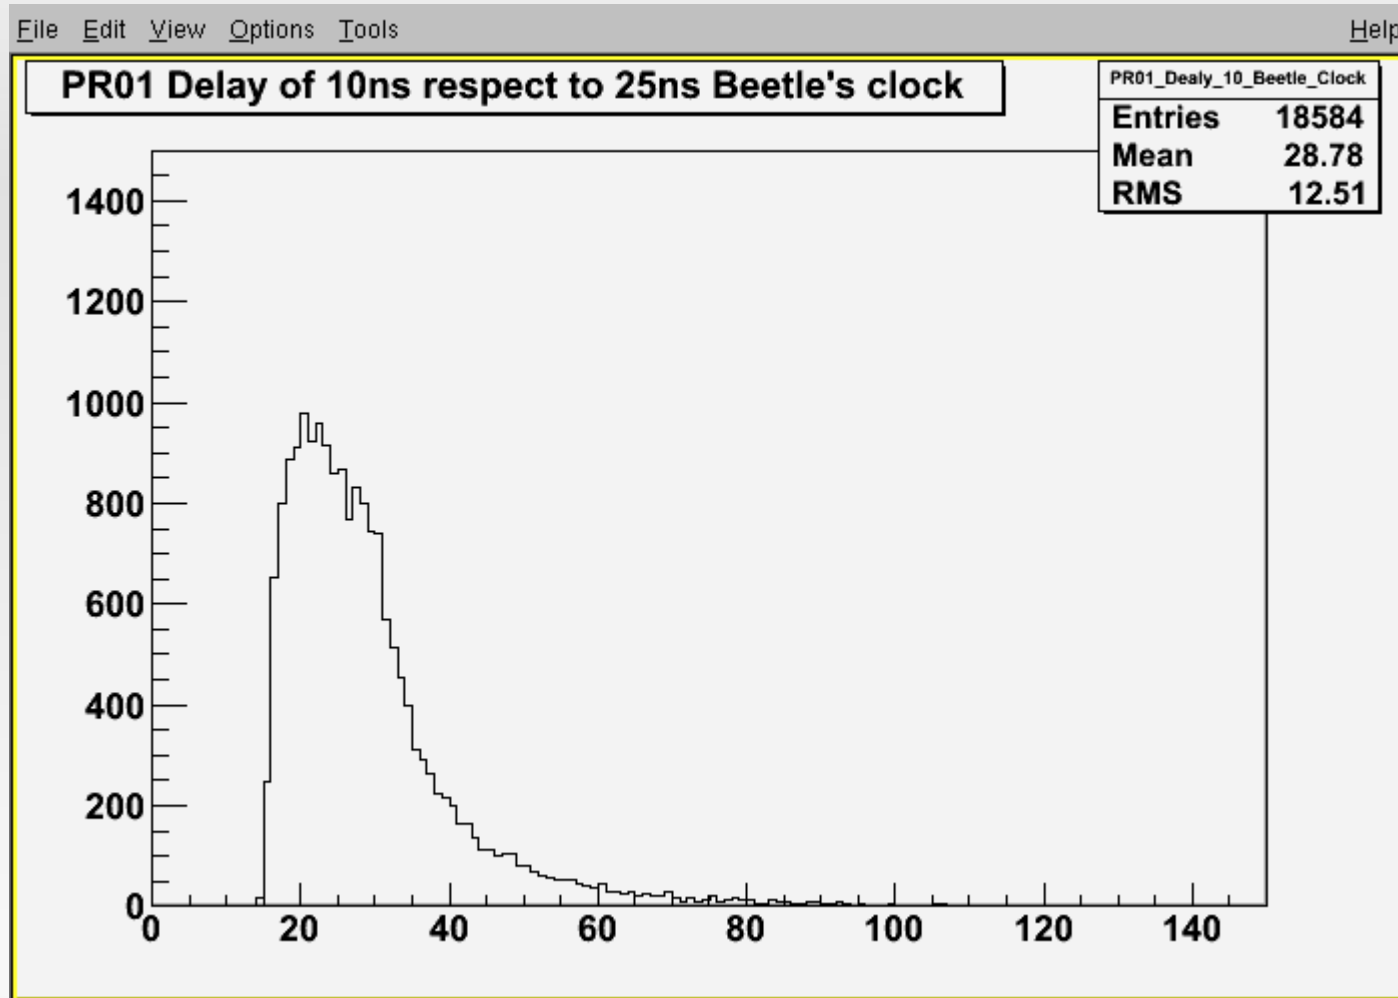 File Edit View Options Tools Help
PR01 Delay of 10ns respect to 25ns Beetle's clock
PR01_Dealy_10_Beetle_Clock
Entries 18584
Mean 28.78
RMS 12.51
1400
1200
1000
800
600
400
200
0
0 20 40 60 80 100 120 140